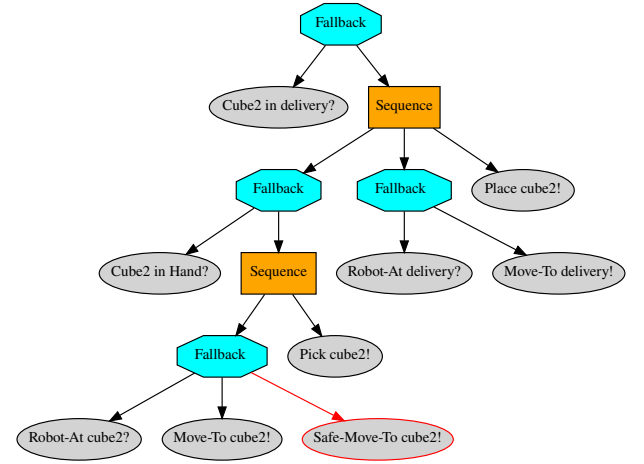 Fallback
Cube2 in delivery?
Sequence
Fallback
Fallback
Place cube2!
Cube2 in Hand?
Sequence
Robot-At delivery?
Move-To delivery!
Fallback
Pick cube2!
Robot-At cube2?
Move-To cube2!
Safe-Move-To cube2!